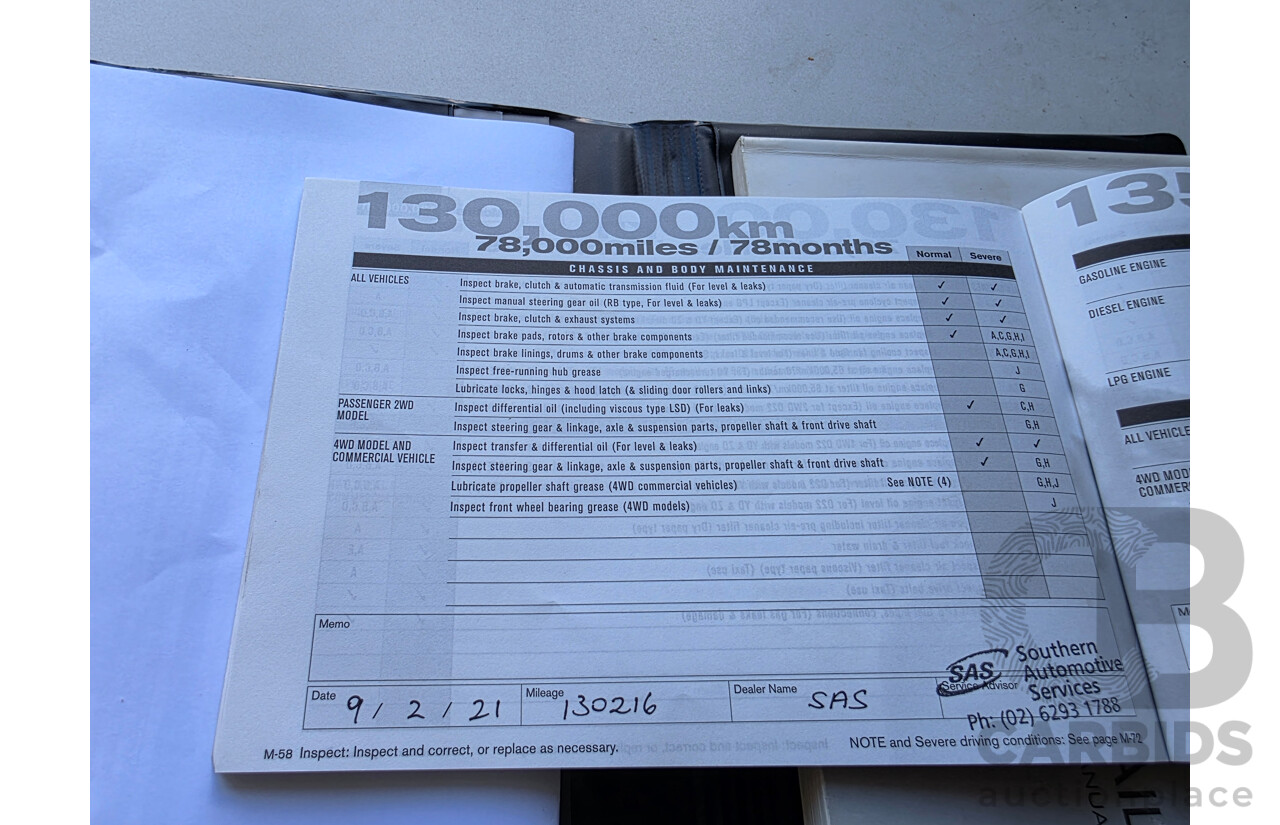 130,000km
78,000miles / 78months
Normal Severe
CHASSIS AND BODY MAINTENANCE
ALL VEHICLES
Inspect brake, clutch & automatic transmission fluid (For level & leaks) ✓ ✓
Inspect manual steering gear oil (RB type, For level & leaks) ✓ ✓
Inspect brake, clutch & exhaust systems ✓ ✓
Inspect brake pads, rotors & other brake components ✓ A,C,G,H,I
Inspect brake linings, drums & other brake components A,C,G,H,I
Inspect free-running hub grease J
Lubricate locks, hinges & hood latch (& sliding door rollers and links) G
PASSENGER 2WD
MODEL
Inspect differential oil (including viscous type LSD) (For leaks) ✓ C,H
Inspect steering gear & linkage, axle & suspension parts, propeller shaft & front drive shaft G,H
4WD MODEL AND
COMMERCIAL VEHICLE
Inspect transfer & differential oil (For level & leaks) ✓ ✓
Inspect steering gear & linkage, axle & suspension parts, propeller shaft & front drive shaft ✓ G,H
Lubricate propeller shaft grease (4WD commercial vehicles) See NOTE (4) G,H,J
Inspect front wheel bearing grease (4WD models) J
Memo
Date 9 / 2 / 21
Mileage 130216
Dealer Name SAS
Service Advisor
SAS Southern
Automotive
Services
Ph: (02) 6293 1788
M-58 Inspect: Inspect and correct, or replace as necessary.
NOTE and Severe driving conditions: See page M-72
135
GASOLINE ENGINE
DIESEL ENGINE
LPG ENGINE
ALL VEHICLE
4WD MOD
COMMER
CARBIDS
auctionplace